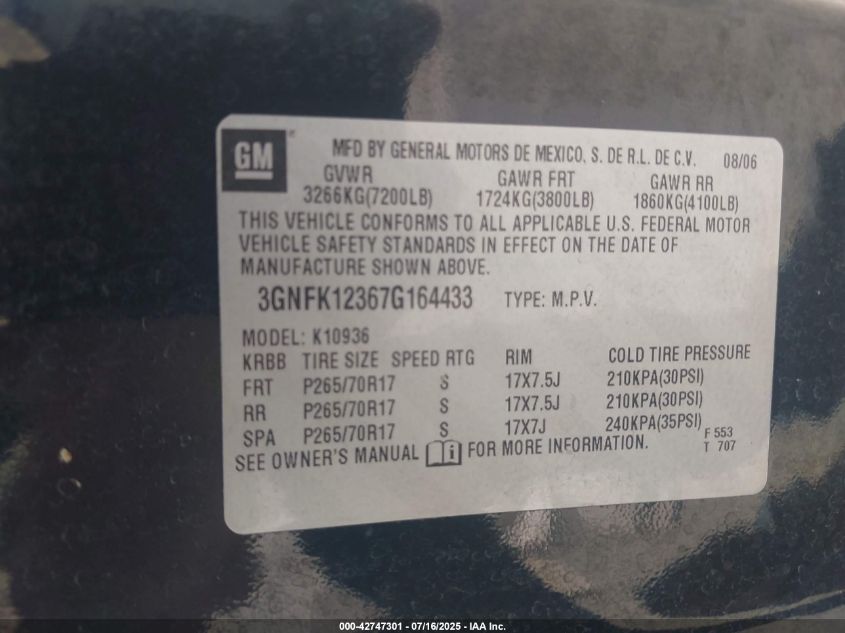 GM
MFD BY GENERAL MOTORS DE MEXICO, S. DE R.L. DE C.V. 08/06
GVWR GAWR FRT GAWR RR
3266KG(7200LB) 1724KG(3800LB) 1860KG(4100LB)
THIS VEHICLE CONFORMS TO ALL APPLICABLE U.S. FEDERAL MOTOR
VEHICLE SAFETY STANDARDS IN EFFECT ON THE DATE OF
MANUFACTURE SHOWN ABOVE.
3GNFK12367G164433 TYPE: M.P.V.
MODEL: K10936
KRBB TIRE SIZE SPEED RTG RIM COLD TIRE PRESSURE
FRT P265/70R17 S 17X7.5J 210KPA(30PSI)
RR P265/70R17 S 17X7.5J 210KPA(30PSI)
SPA P265/70R17 S 17X7J 240KPA(35PSI)
F 553
T 707
SEE OWNER'S MANUAL i FOR MORE INFORMATION.
000-42747301 - 07/16/2025 - IAA Inc.